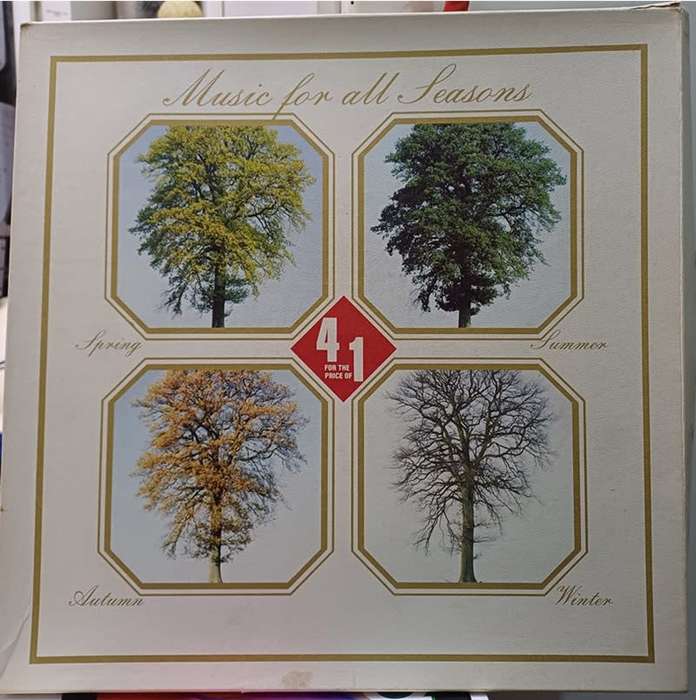 Music for all Seasons
Spring
Summer
4
FOR THE
PRICE OF
1
Autumn
Winter